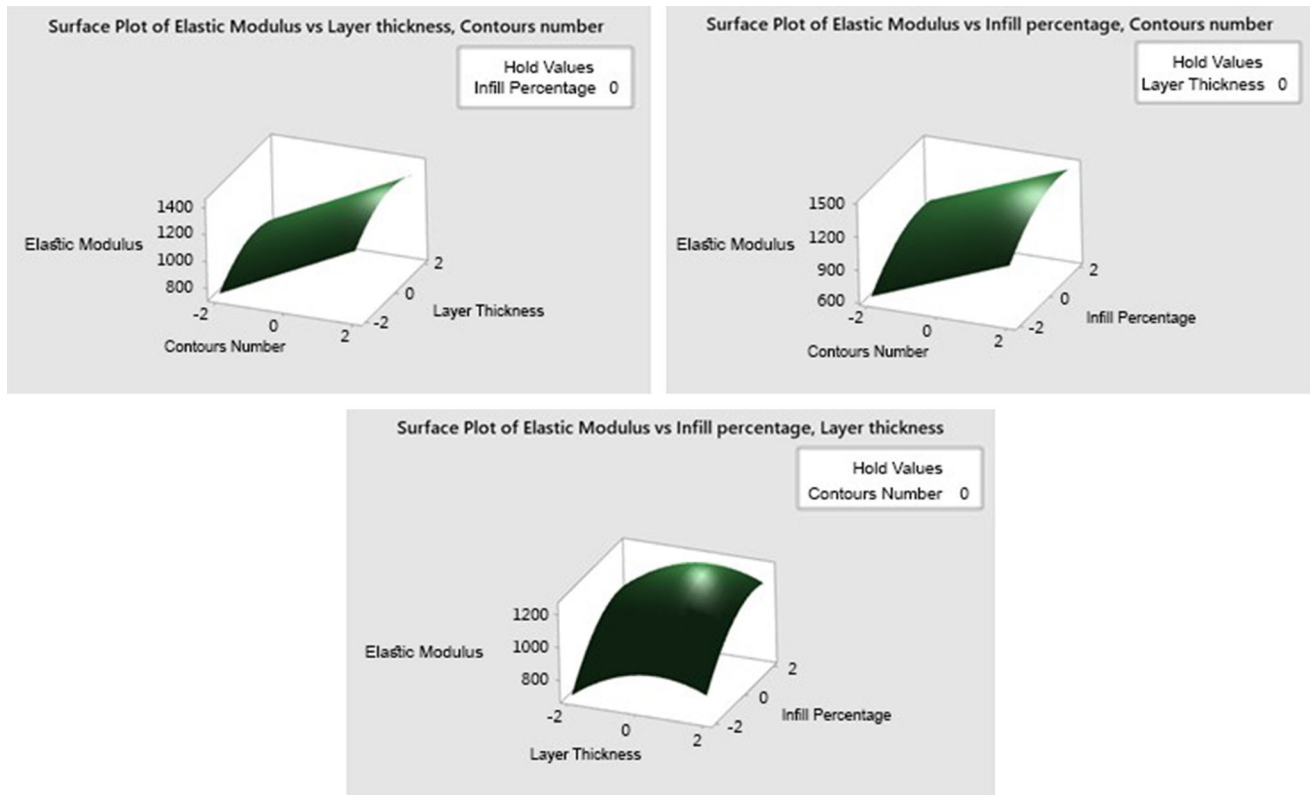 Surface Plot of Elastic Modulus vs Layer thickness, Contours number
Hold Values
Infill Percentage 0
1400
1200
1000
800
Elastic Modulus
-2
0
2
Contours Number
-2
0
2
Layer Thickness
Surface Plot of Elastic Modulus vs Infill percentage, Contours number
Hold Values
Layer Thickness 0
1500
1200
900
600
Elastic Modulus
-2
0
2
Contours Number
-2
0
2
Infill Percentage
Surface Plot of Elastic Modulus vs Infill percentage, Layer thickness
Hold Values
Contours Number 0
1200
1000
800
Elastic Modulus
-2
0
2
Layer Thickness
-2
0
2
Infill Percentage